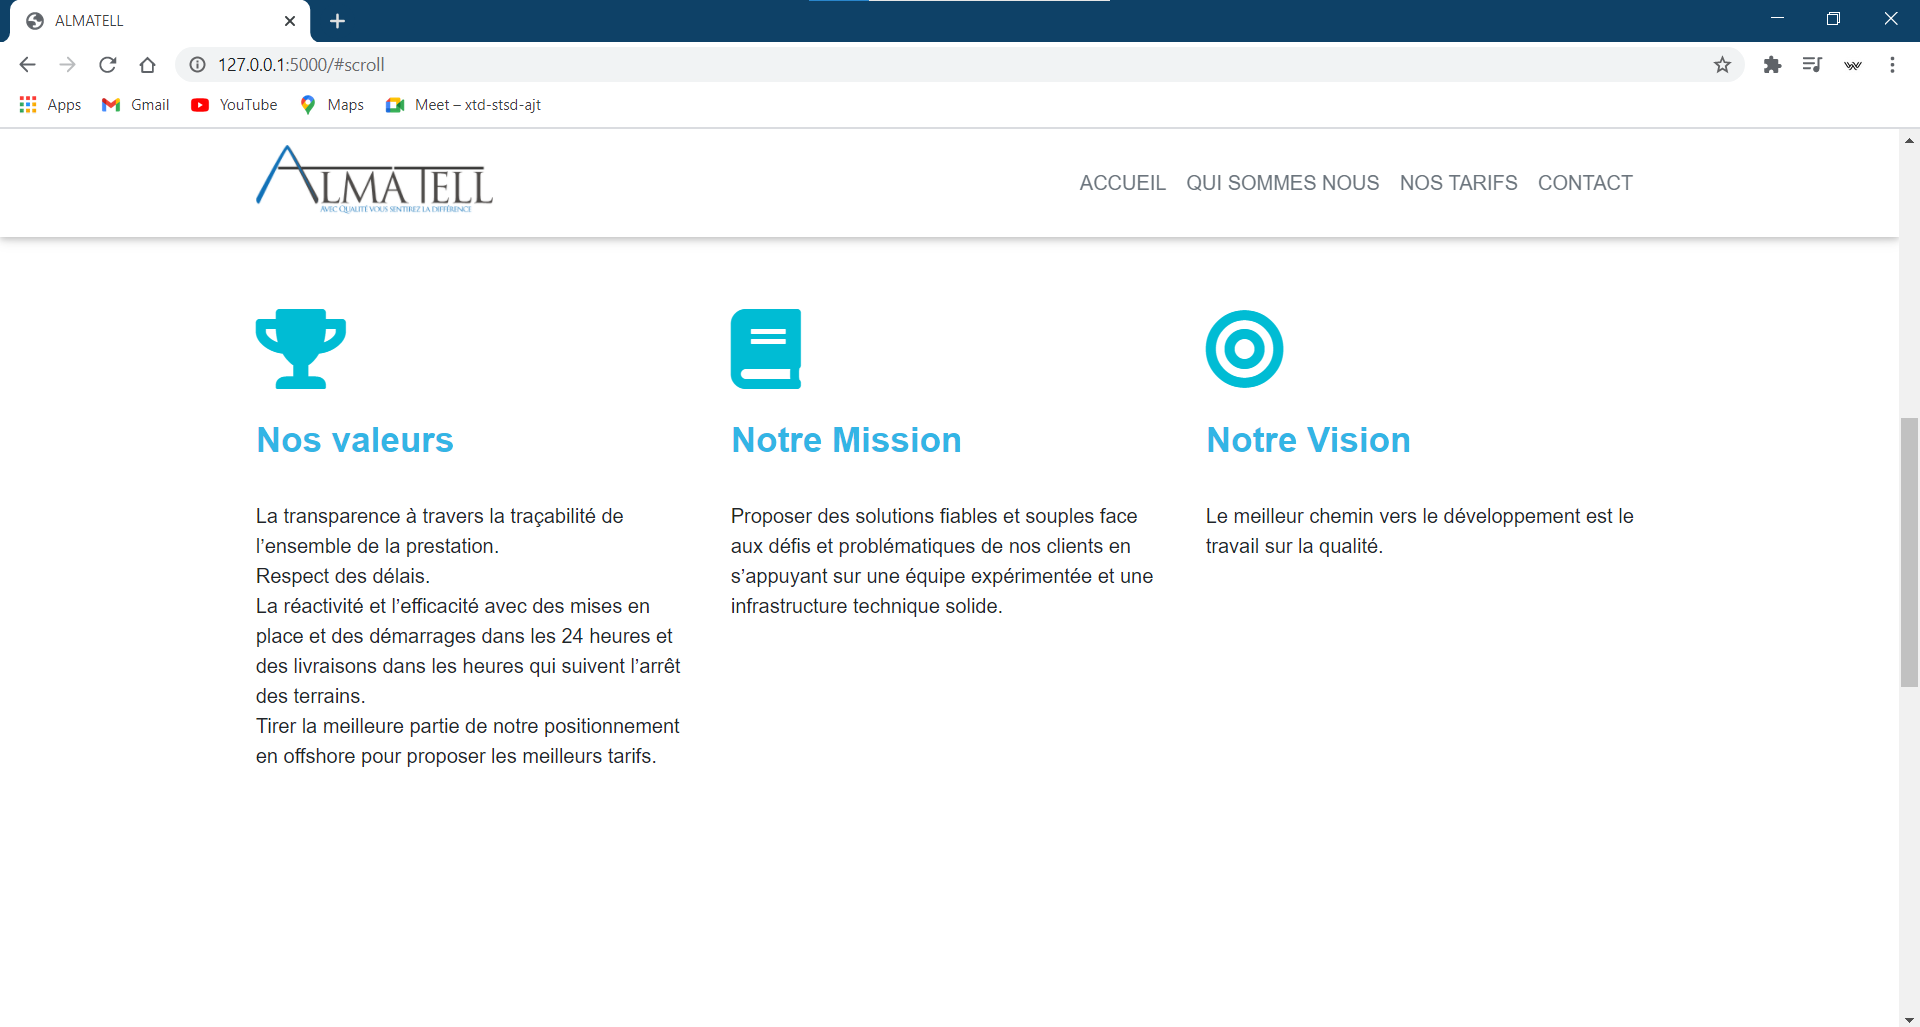 ALMATELL
127.0.0.1:5000/#scroll
Apps Gmail YouTube Maps Meet – xtd-stsd-ajt
ALMATELL
AVEC QUALITÉ VOUS SENTIREZ LA DIFFÉRENCE
ACCUEIL QUI SOMMES NOUS NOS TARIFS CONTACT
Nos valeurs
La transparence à travers la traçabilité de
l’ensemble de la prestation.
Respect des délais.
La réactivité et l’efficacité avec des mises en
place et des démarrages dans les 24 heures et
des livraisons dans les heures qui suivent l’arrêt
des terrains.
Tirer la meilleure partie de notre positionnement
en offshore pour proposer les meilleurs tarifs.
Notre Mission
Proposer des solutions fiables et souples face
aux défis et problématiques de nos clients en
s’appuyant sur une équipe expérimentée et une
infrastructure technique solide.
Notre Vision
Le meilleur chemin vers le développement est le
travail sur la qualité.